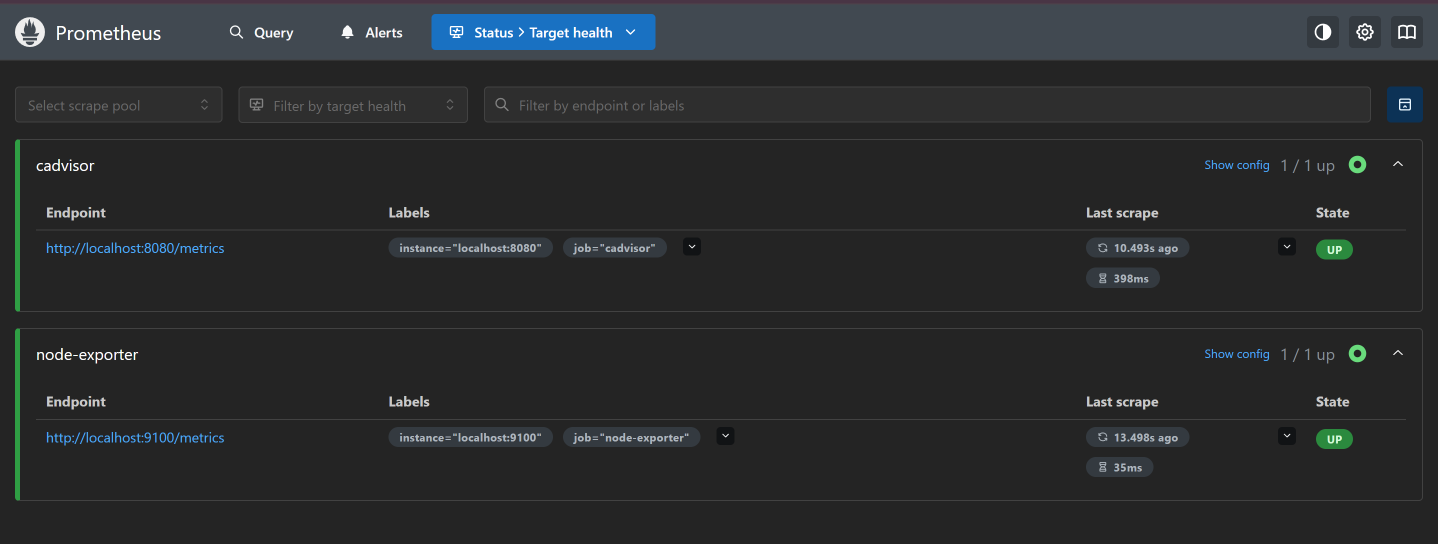 Prometheus Query Alerts Status > Target health
Select scrape pool Filter by target health Filter by endpoint or labels
cadvisor Show config 1 / 1 up
Endpoint Labels Last scrape State
http://localhost:8080/metrics instance="localhost:8080" job="cadvisor" 10.493s ago UP
398ms
node-exporter Show config 1 / 1 up
Endpoint Labels Last scrape State
http://localhost:9100/metrics instance="localhost:9100" job="node-exporter" 13.498s ago UP
35ms